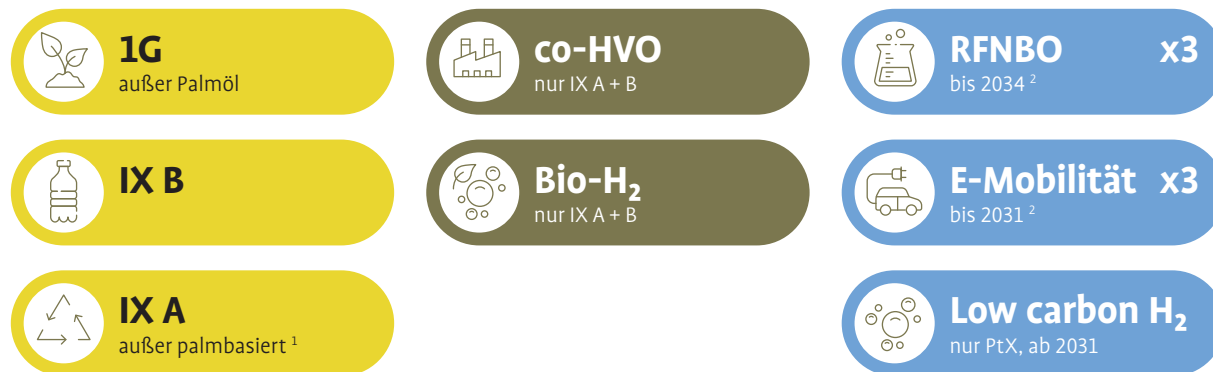 1G
außer Palmöl
IX B
IX A
außer palmbasiert ¹
co-HVO
nur IX A + B
Bio-H₂
nur IX A + B
RFNBO x3
bis 2034 ²
E-Mobilität x3
bis 2031 ²
Low carbon H₂
nur PtX, ab 2031